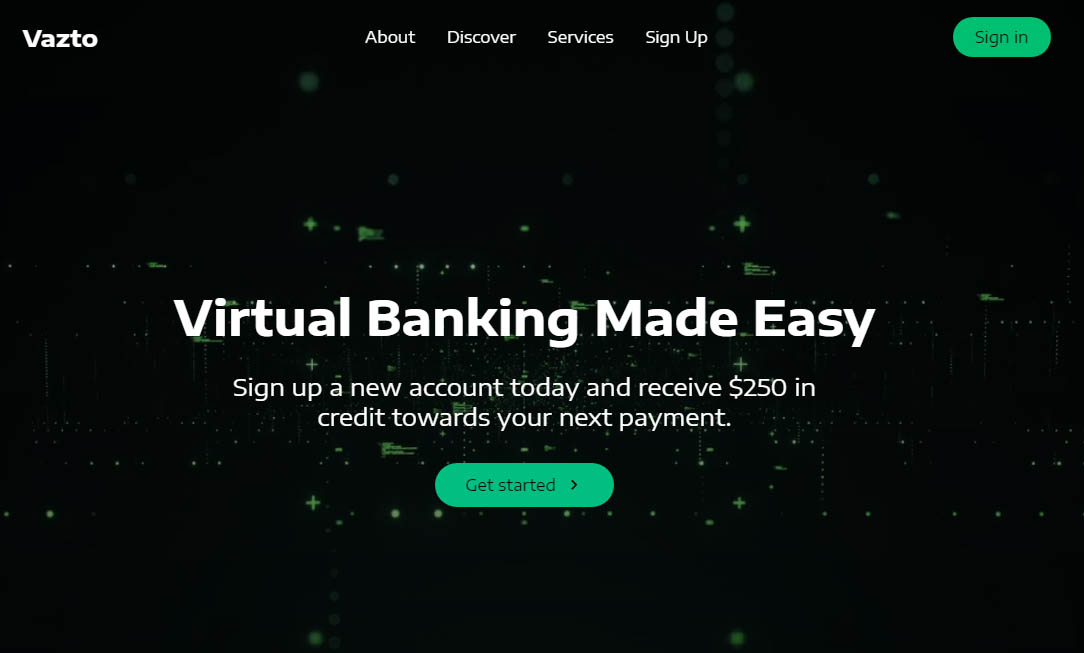 Vazto
About
Discover
Services
Sign Up
Sign in
Virtual Banking Made Easy
Sign up a new account today and receive $250 in
credit towards your next payment.
Get started